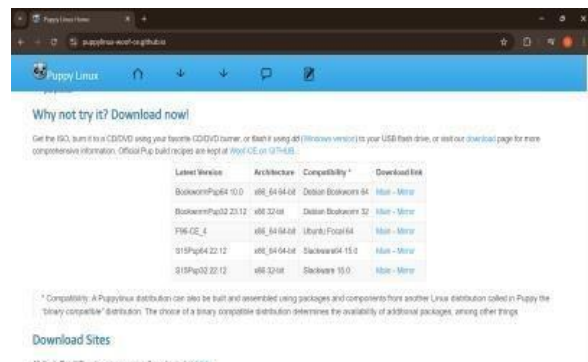 Puppy Linux Home
puppylinux-woof-ce.github.io
Puppy Linux
Why not try it? Download now!
Get the ISO, burn it to a CD/DVD using your favorite CD/DVD burner, or flash it using dd (Windows version) to your USB flash drive, or visit our download page for more
comprehensive information. Official Pup build recipes are kept at Woof-CE on GITHUB.
Latest Version Architecture Compatibility * Download link
BookwormPup64 10.0 x86_64 64-bit Debian Bookworm 64 Main - Mirror
BookwormPup32 23.12 x86 32-bit Debian Bookworm 32 Main - Mirror
F96-CE_4 x86_64 64-bit Ubuntu Focal 64 Main - Mirror
S15Pup64 22.12 x86_64 64-bit Slackware64 15.0 Main - Mirror
S15Pup32 22.12 x86 32-bit Slackware 15.0 Main - Mirror
* Compatibility: A Puppylinux distribution can also be built and assembled using packages and components from another Linux distribution called in Puppy the
"binary compatible" distribution. The choice of a binary compatible distribution determines the availability of additional packages, among other things.
Download Sites